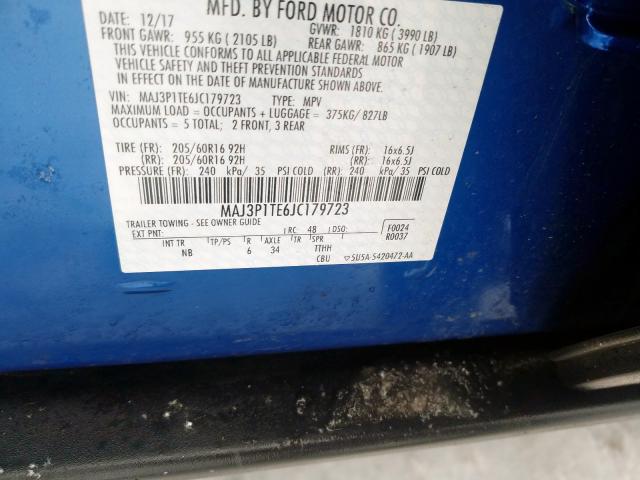 MFD. BY FORD MOTOR CO.
DATE: 12/17 GVWR: 1810 KG ( 3990 LB)
FRONT GAWR: 955 KG ( 2105 LB) REAR GAWR: 865 KG ( 1907 LB)
THIS VEHICLE CONFORMS TO ALL APPLICABLE FEDERAL MOTOR
VEHICLE SAFETY AND THEFT PREVENTION STANDARDS
IN EFFECT ON THE DATE OF MANUFACTURE SHOWN ABOVE.
VIN: MAJ3P1TE6JC179723 TYPE: MPV
MAXIMUM LOAD = OCCUPANTS + LUGGAGE = 375KG/ 827LB
OCCUPANTS = 5 TOTAL; 2 FRONT, 3 REAR
TIRE (FR): 205/60R16 92H RIMS (FR): 16x6.5J
(RR): 205/60R16 92H (RR): 16x6.5J
PRESSURE (FR): 240 kPa/ 35 PSI COLD (RR): 240 kPa/ 35 PSI COLD
MAJ3P1TE6JC179723
TRAILER TOWING - SEE OWNER GUIDE
EXT PNT: RC: 48 DSO: F0024
R0037
INT TR TP/PS R AXLE TR SPR
NB 6 34 TTHH
CBU 5U5A-5420472-AA